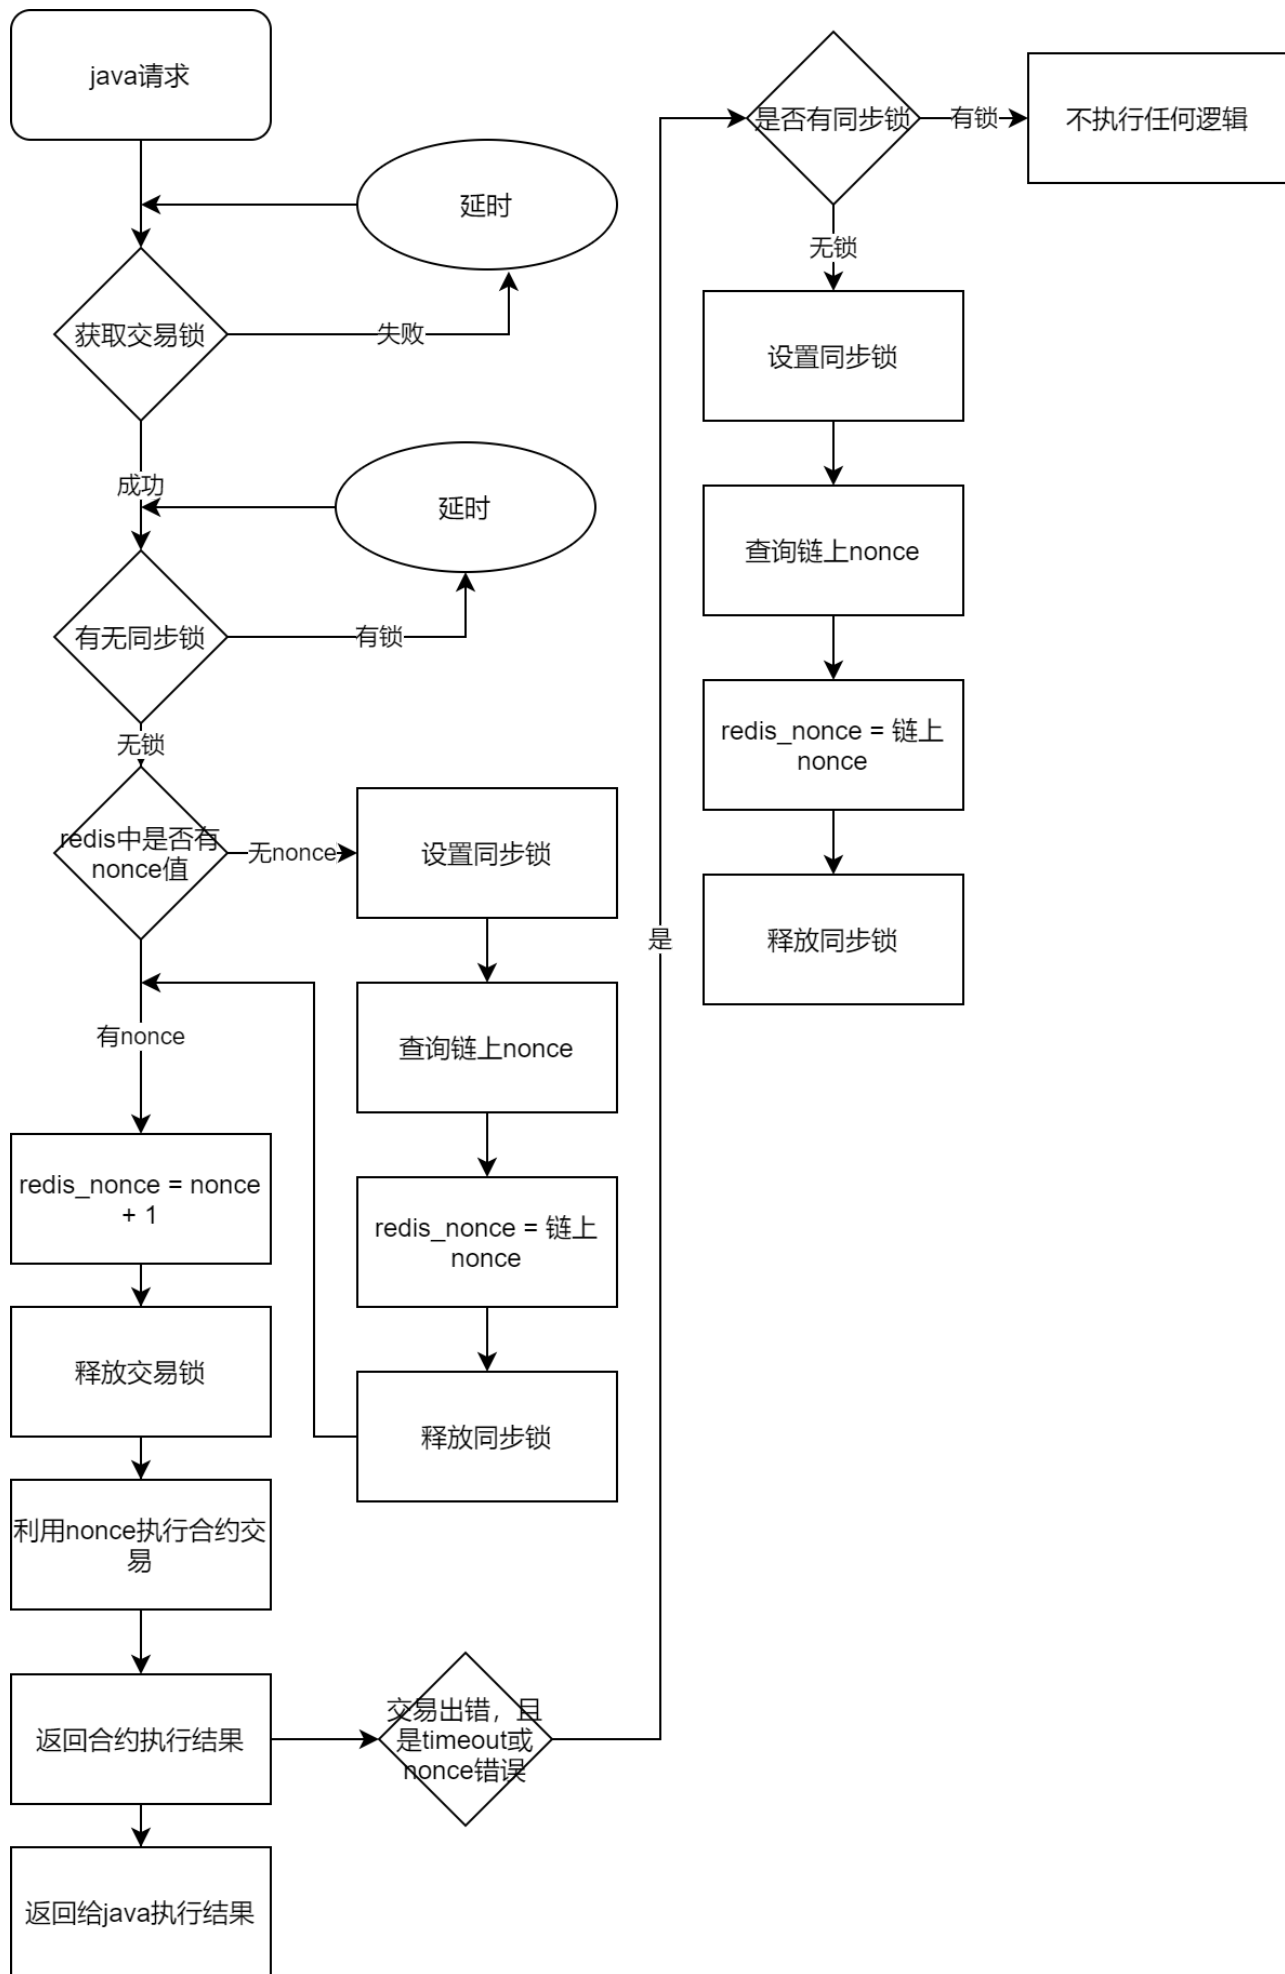 java请求
延时
获取交易锁
失败
成功
延时
有无同步锁
有锁
无锁
redis中是否有
nonce值
无nonce
设置同步锁
查询链上nonce
redis_nonce = 链上
nonce
释放同步锁
有nonce
redis_nonce = nonce
+ 1
释放交易锁
利用nonce执行合约交
易
返回合约执行结果
交易出错，且
是timeout或
nonce错误
返回给java执行结果
是
是否有同步锁
有锁
不执行任何逻辑
无锁
设置同步锁
查询链上nonce
redis_nonce = 链上
nonce
释放同步锁